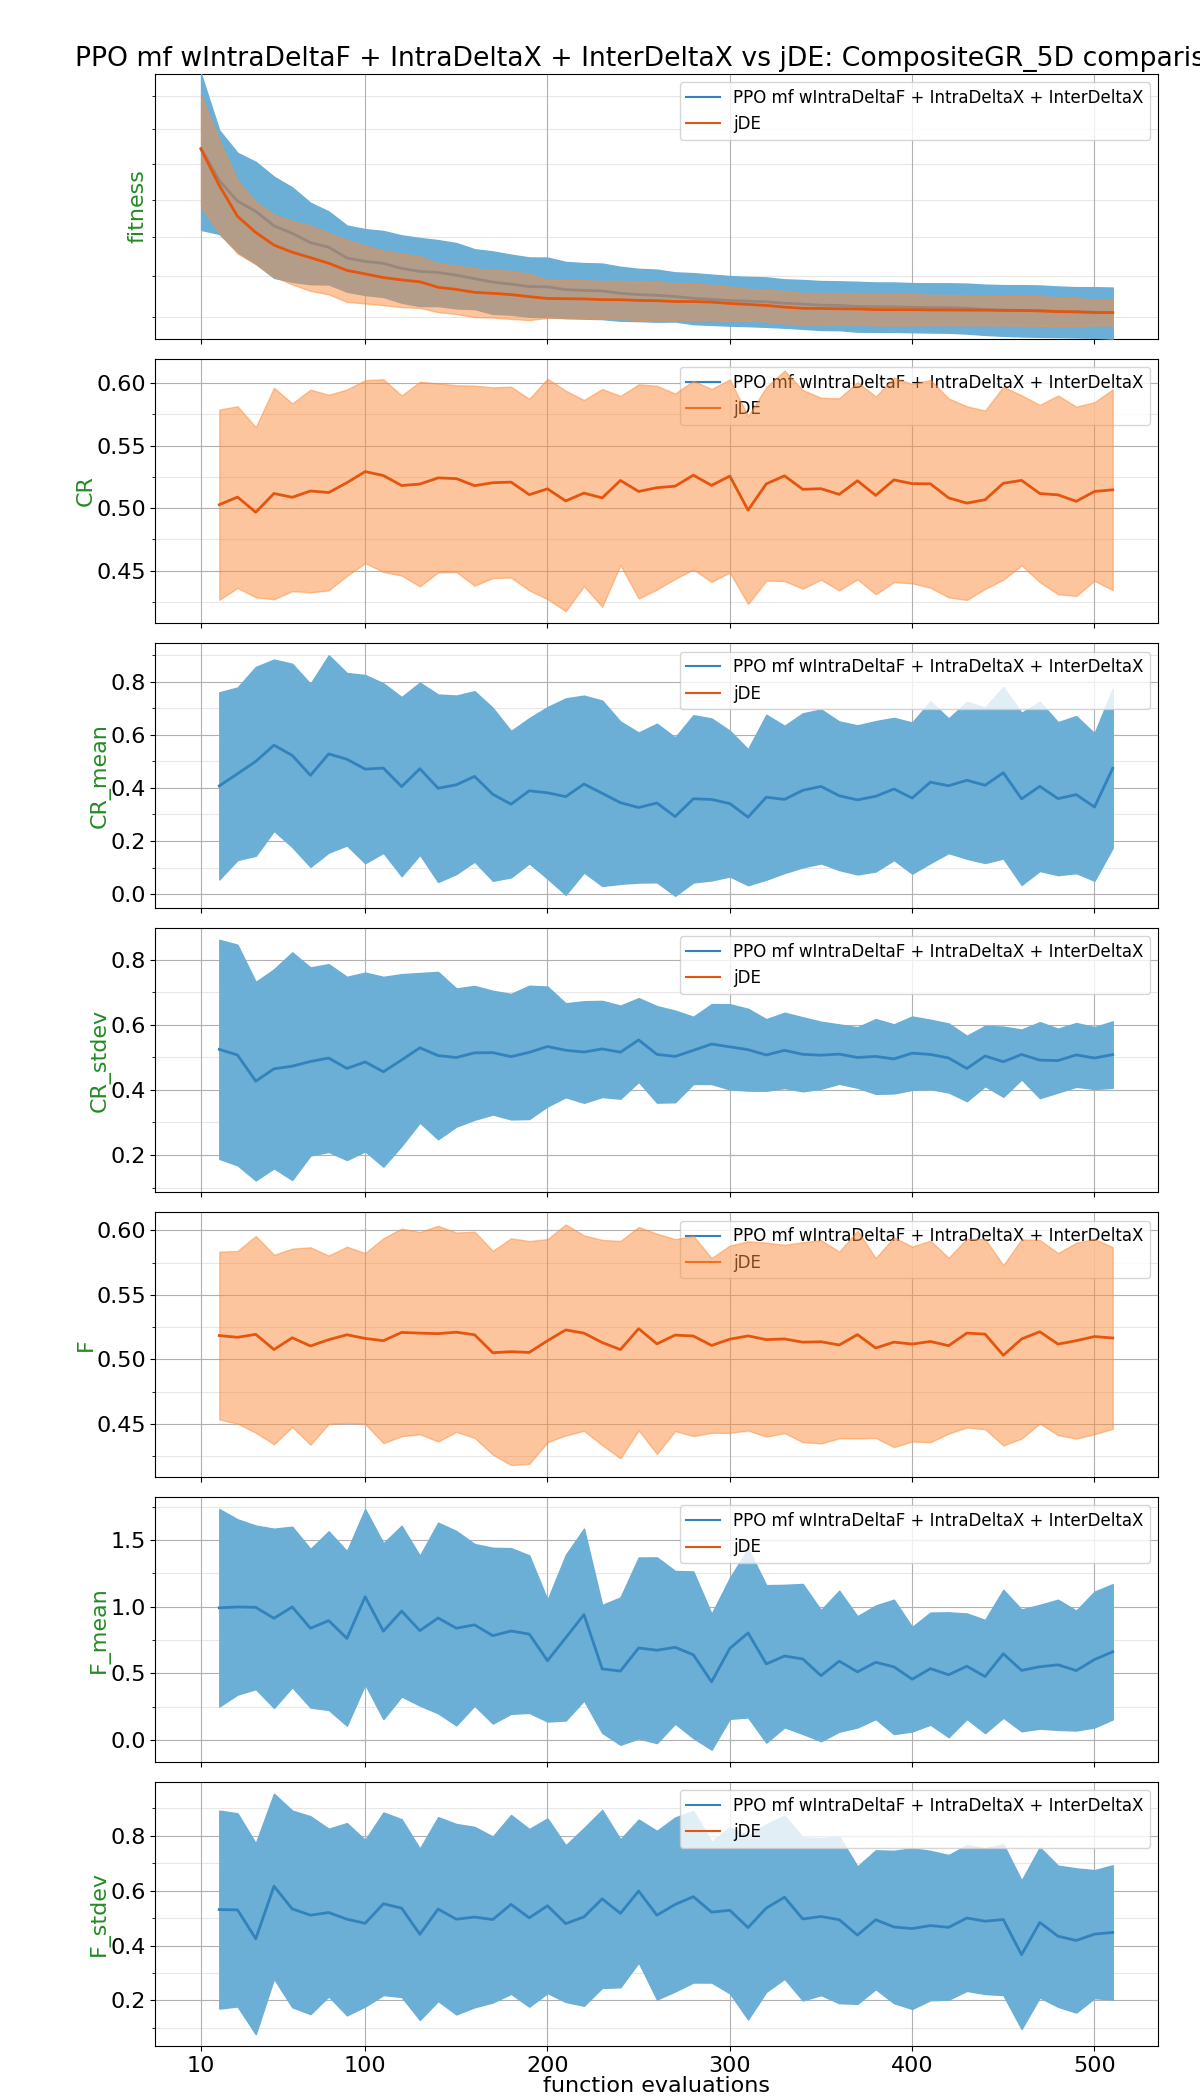 PPO mf wIntraDeltaF + IntraDeltaX + InterDeltaX vs jDE: CompositeGR_5D comparis
PPO mf wIntraDeltaF + IntraDeltaX + InterDeltaX
jDE
fitness
0.60
0.55
0.50
0.45
CR
PPO mf wIntraDeltaF + IntraDeltaX + InterDeltaX
jDE
0.8
0.6
0.4
0.2
0.0
CR_mean
PPO mf wIntraDeltaF + IntraDeltaX + InterDeltaX
jDE
0.8
0.6
0.4
0.2
CR_stdev
PPO mf wIntraDeltaF + IntraDeltaX + InterDeltaX
jDE
0.60
0.55
0.50
0.45
F
PPO mf wIntraDeltaF + IntraDeltaX + InterDeltaX
jDE
1.5
1.0
0.5
0.0
F_mean
PPO mf wIntraDeltaF + IntraDeltaX + InterDeltaX
jDE
0.8
0.6
0.4
0.2
F_stdev
PPO mf wIntraDeltaF + IntraDeltaX + InterDeltaX
jDE
10 100 200 300 400 500
function evaluations